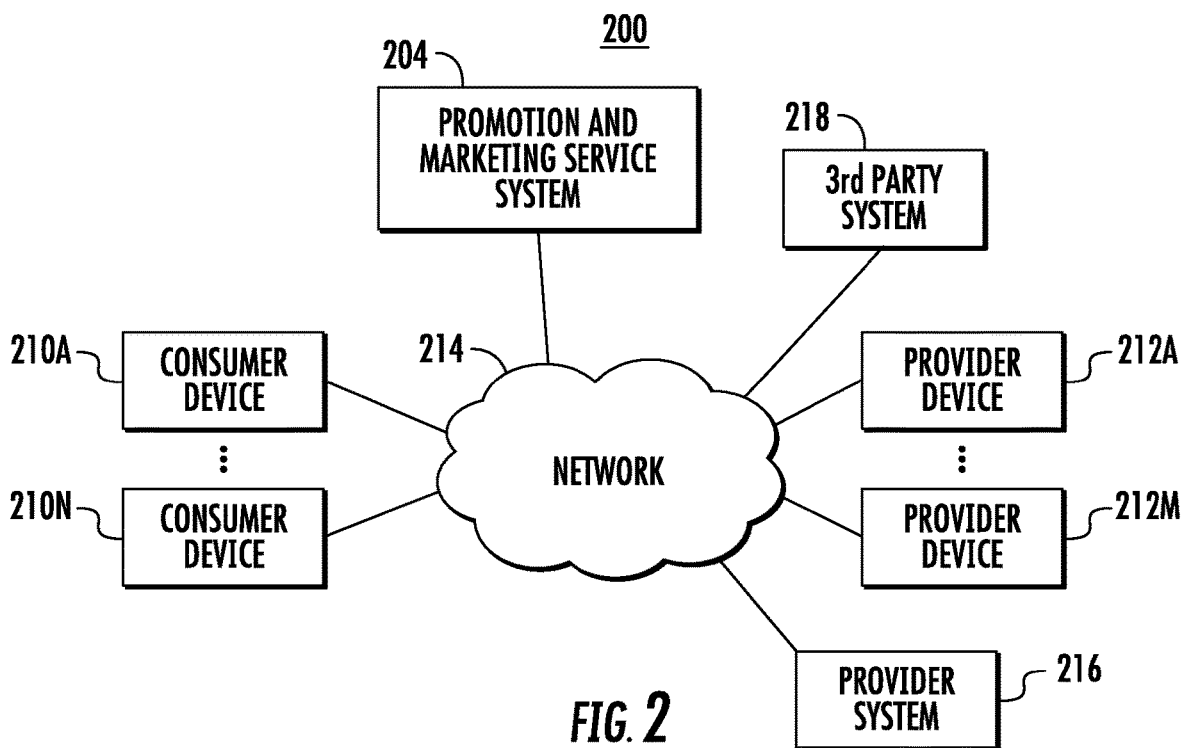 200
204
PROMOTION AND
MARKETING SERVICE
SYSTEM
218
3rd PARTY
SYSTEM
210A
CONSUMER
DEVICE
214
PROVIDER
DEVICE
212A
NETWORK
210N
CONSUMER
DEVICE
PROVIDER
DEVICE
212M
PROVIDER
SYSTEM
216
FIG. 2